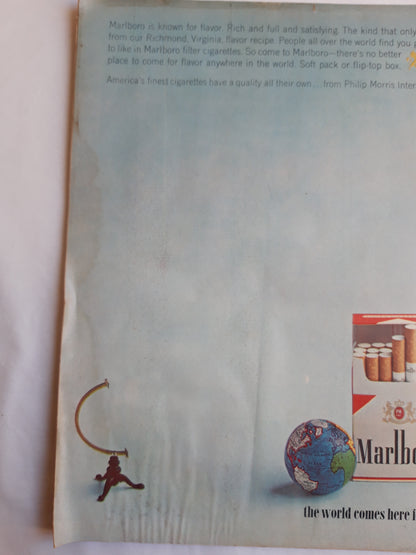 Marlboro is known for flavor. Rich and full and satisfying. The kind that only
from our Richmond, Virginia, flavor recipe. People all over the world find you g
to like in Marlboro filter cigarettes. So come to Marlboro—there's no better
place to come for flavor anywhere in the world. Soft pack or flip-top box.
America's finest cigarettes have a quality all their own...from Philip Morris Inter
Marlbo
the world comes here f